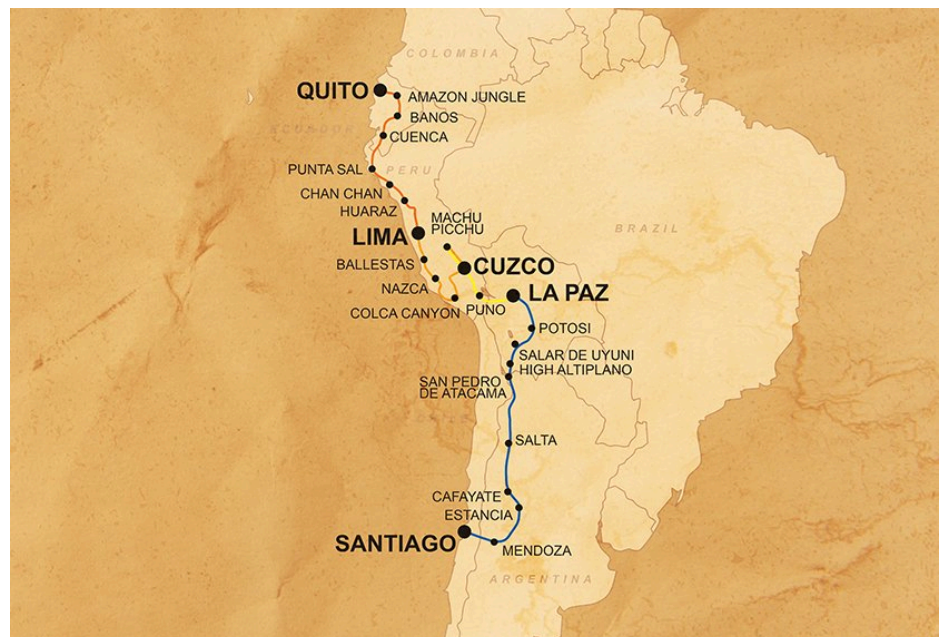 COLOMBIA
QUITO
AMAZON JUNGLE
BANOS
ECUADOR
CUENCA
PUNTA SAL
PERU
CHAN CHAN
HUARAZ
MACHU
PICCHU
BRAZIL
LIMA
BALLESTAS
CUZCO
NAZCA
LA PAZ
COLCA CANYON
PUNO
POTOSI
SALAR DE UYUNI
HIGH ALTIPLANO
SAN PEDRO
DE ATACAMA
CHILE
SALTA
CAFAYATE
ESTANCIA
SANTIAGO
MENDOZA
ARGENTINA